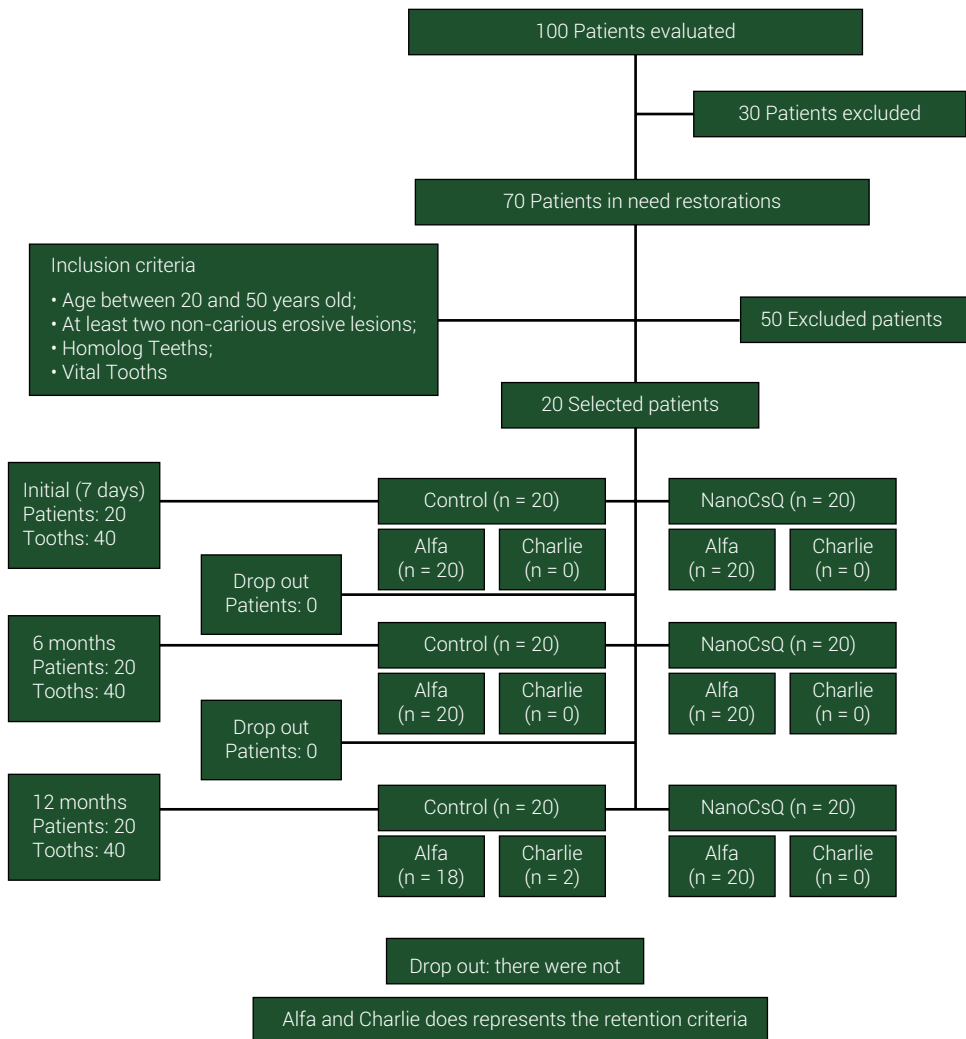 100 Patients evaluated
30 Patients excluded
70 Patients in need restorations
Inclusion criteria
• Age between 20 and 50 years old;
• At least two non-carious erosive lesions;
• Homolog Teeths;
• Vital Tooths
50 Excluded patients
20 Selected patients
Initial (7 days)
Patients: 20
Tooths: 40
Control (n = 20)
NanoCsQ (n = 20)
Alfa
(n = 20)
Charlie
(n = 0)
Alfa
(n = 20)
Charlie
(n = 0)
Drop out
Patients: 0
6 months
Patients: 20
Tooths: 40
Control (n = 20)
NanoCsQ (n = 20)
Alfa
(n = 20)
Charlie
(n = 0)
Alfa
(n = 20)
Charlie
(n = 0)
Drop out
Patients: 0
12 months
Patients: 20
Tooths: 40
Control (n = 20)
NanoCsQ (n = 20)
Alfa
(n = 18)
Charlie
(n = 2)
Alfa
(n = 20)
Charlie
(n = 0)
Drop out: there were not
Alfa and Charlie does represents the retention criteria